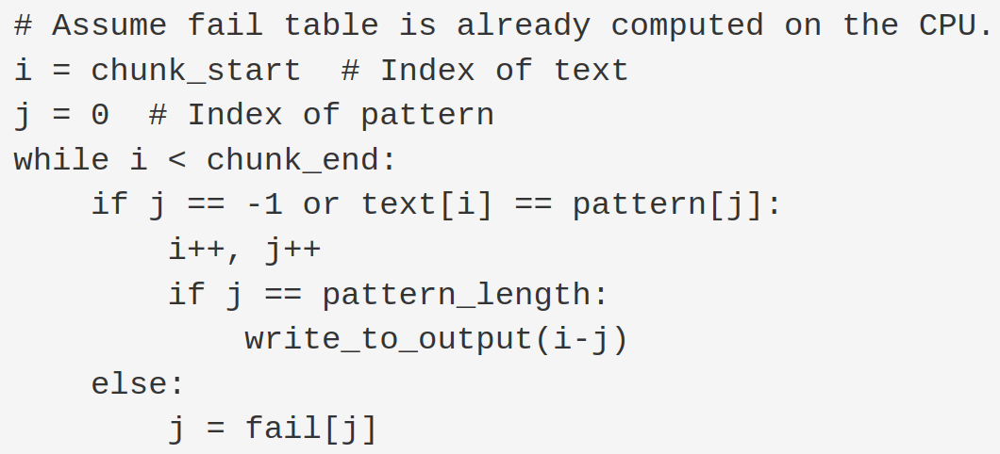 # Assume fail table is already computed on the CPU.
i = chunk_start  # Index of text
j = 0  # Index of pattern
while i < chunk_end:
    if j == -1 or text[i] == pattern[j]:
        i++, j++
        if j == pattern_length:
            write_to_output(i-j)
    else:
        j = fail[j]